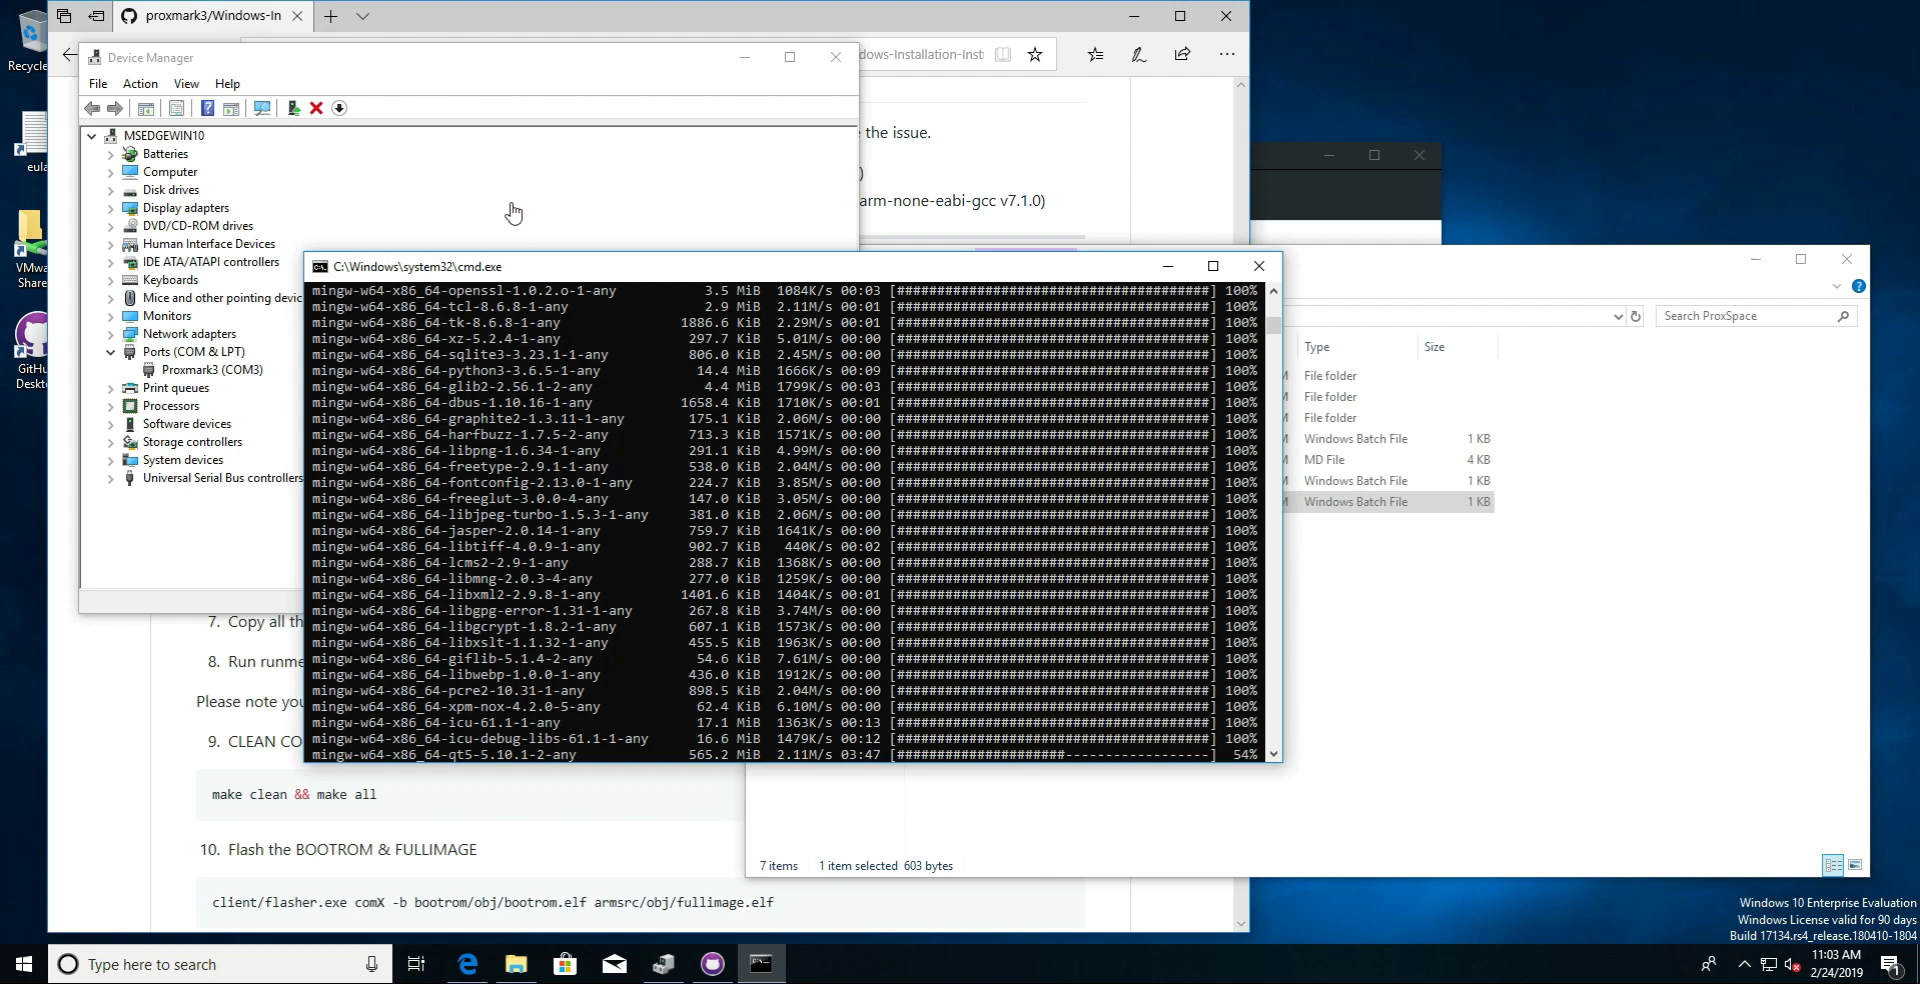 proxmark3/Windows-In
Recycle
Device Manager
dows-Installation-Inst
File Action View Help
MSEDGEWIN10
Batteries
Computer
Disk drives
Display adapters
DVD/CD-ROM drives
Human Interface Devices
IDE ATA/ATAPI controllers
Keyboards
Mice and other pointing devic
Monitors
Network adapters
Ports (COM & LPT)
Proxmark3 (COM3)
Print queues
Processors
Software devices
Storage controllers
System devices
Universal Serial Bus controllers
eula
VMwa
Share
GitHu
Deskto
the issue.
)
arm-none-eabi-gcc v7.1.0)
C:\Windows\system32\cmd.exe
mingw-w64-x86_64-openssl-1.0.2.o-1-any 3.5 MiB 1084K/s 00:03 [#######################################] 100%
mingw-w64-x86_64-tcl-8.6.8-1-any 2.9 MiB 2.11M/s 00:01 [#######################################] 100%
mingw-w64-x86_64-tk-8.6.8-1-any 1886.6 KiB 2.29M/s 00:01 [#######################################] 100%
mingw-w64-x86_64-xz-5.2.4-1-any 297.7 KiB 5.01M/s 00:00 [#######################################] 100%
mingw-w64-x86_64-sqlite3-3.23.1-1-any 806.0 KiB 2.45M/s 00:00 [#######################################] 100%
mingw-w64-x86_64-python3-3.6.5-1-any 14.4 MiB 1666K/s 00:09 [#######################################] 100%
mingw-w64-x86_64-glib2-2.56.1-2-any 4.4 MiB 1799K/s 00:03 [#######################################] 100%
mingw-w64-x86_64-dbus-1.10.16-1-any 1658.4 KiB 1710K/s 00:01 [#######################################] 100%
mingw-w64-x86_64-graphite2-1.3.11-1-any 175.1 KiB 2.06M/s 00:00 [#######################################] 100%
mingw-w64-x86_64-harfbuzz-1.7.5-2-any 713.3 KiB 1571K/s 00:00 [#######################################] 100%
mingw-w64-x86_64-libpng-1.6.34-1-any 291.1 KiB 4.99M/s 00:00 [#######################################] 100%
mingw-w64-x86_64-freetype-2.9.1-1-any 538.0 KiB 2.04M/s 00:00 [#######################################] 100%
mingw-w64-x86_64-fontconfig-2.13.0-1-any 224.7 KiB 3.85M/s 00:00 [#######################################] 100%
mingw-w64-x86_64-freeglut-3.0.0-4-any 147.0 KiB 3.05M/s 00:00 [#######################################] 100%
mingw-w64-x86_64-libjpeg-turbo-1.5.3-1-any 381.0 KiB 2.06M/s 00:00 [#######################################] 100%
mingw-w64-x86_64-jasper-2.0.14-1-any 759.7 KiB 1641K/s 00:00 [#######################################] 100%
mingw-w64-x86_64-libtiff-4.0.9-1-any 902.7 KiB 440K/s 00:02 [#######################################] 100%
mingw-w64-x86_64-lcms2-2.9-1-any 288.7 KiB 1368K/s 00:00 [#######################################] 100%
mingw-w64-x86_64-libmng-2.0.3-4-any 277.0 KiB 1259K/s 00:00 [#######################################] 100%
mingw-w64-x86_64-libxml2-2.9.8-1-any 1401.6 KiB 1404K/s 00:01 [#######################################] 100%
mingw-w64-x86_64-libgpg-error-1.31-1-any 267.8 KiB 3.74M/s 00:00 [#######################################] 100%
mingw-w64-x86_64-libgcrypt-1.8.2-1-any 607.1 KiB 1573K/s 00:00 [#######################################] 100%
mingw-w64-x86_64-libxslt-1.1.32-1-any 455.5 KiB 1963K/s 00:00 [#######################################] 100%
mingw-w64-x86_64-giflib-5.1.4-2-any 54.6 KiB 7.61M/s 00:00 [#######################################] 100%
mingw-w64-x86_64-libwebp-1.0.0-1-any 436.0 KiB 1912K/s 00:00 [#######################################] 100%
mingw-w64-x86_64-pcre2-10.31-1-any 898.5 KiB 2.04M/s 00:00 [#######################################] 100%
mingw-w64-x86_64-xpm-nox-4.2.0-5-any 62.4 KiB 6.10M/s 00:00 [#######################################] 100%
mingw-w64-x86_64-icu-61.1-1-any 17.1 MiB 1363K/s 00:13 [#######################################] 100%
mingw-w64-x86_64-icu-debug-libs-61.1-1-any 16.6 MiB 1479K/s 00:12 [#######################################] 100%
mingw-w64-x86_64-qt5-5.10.1-2-any 565.2 MiB 2.11M/s 03:47 [#####################------------------] 54%
Search ProxSpace
Type Size
M File folder
M File folder
M File folder
M Windows Batch File 1 KB
M MD File 4 KB
M Windows Batch File 1 KB
M Windows Batch File 1 KB
7. Copy all th
8. Run runme
Please note you
9. CLEAN CO
make clean && make all
10. Flash the BOOTROM & FULLIMAGE
client/flasher.exe comX -b bootrom/obj/bootrom.elf armsrc/obj/fullimage.elf
7 items 1 item selected 603 bytes
Windows 10 Enterprise Evaluation
Windows License valid for 90 days
Build 17134.rs4_release.180410-1804
Type here to search
11:03 AM
2/24/2019
1